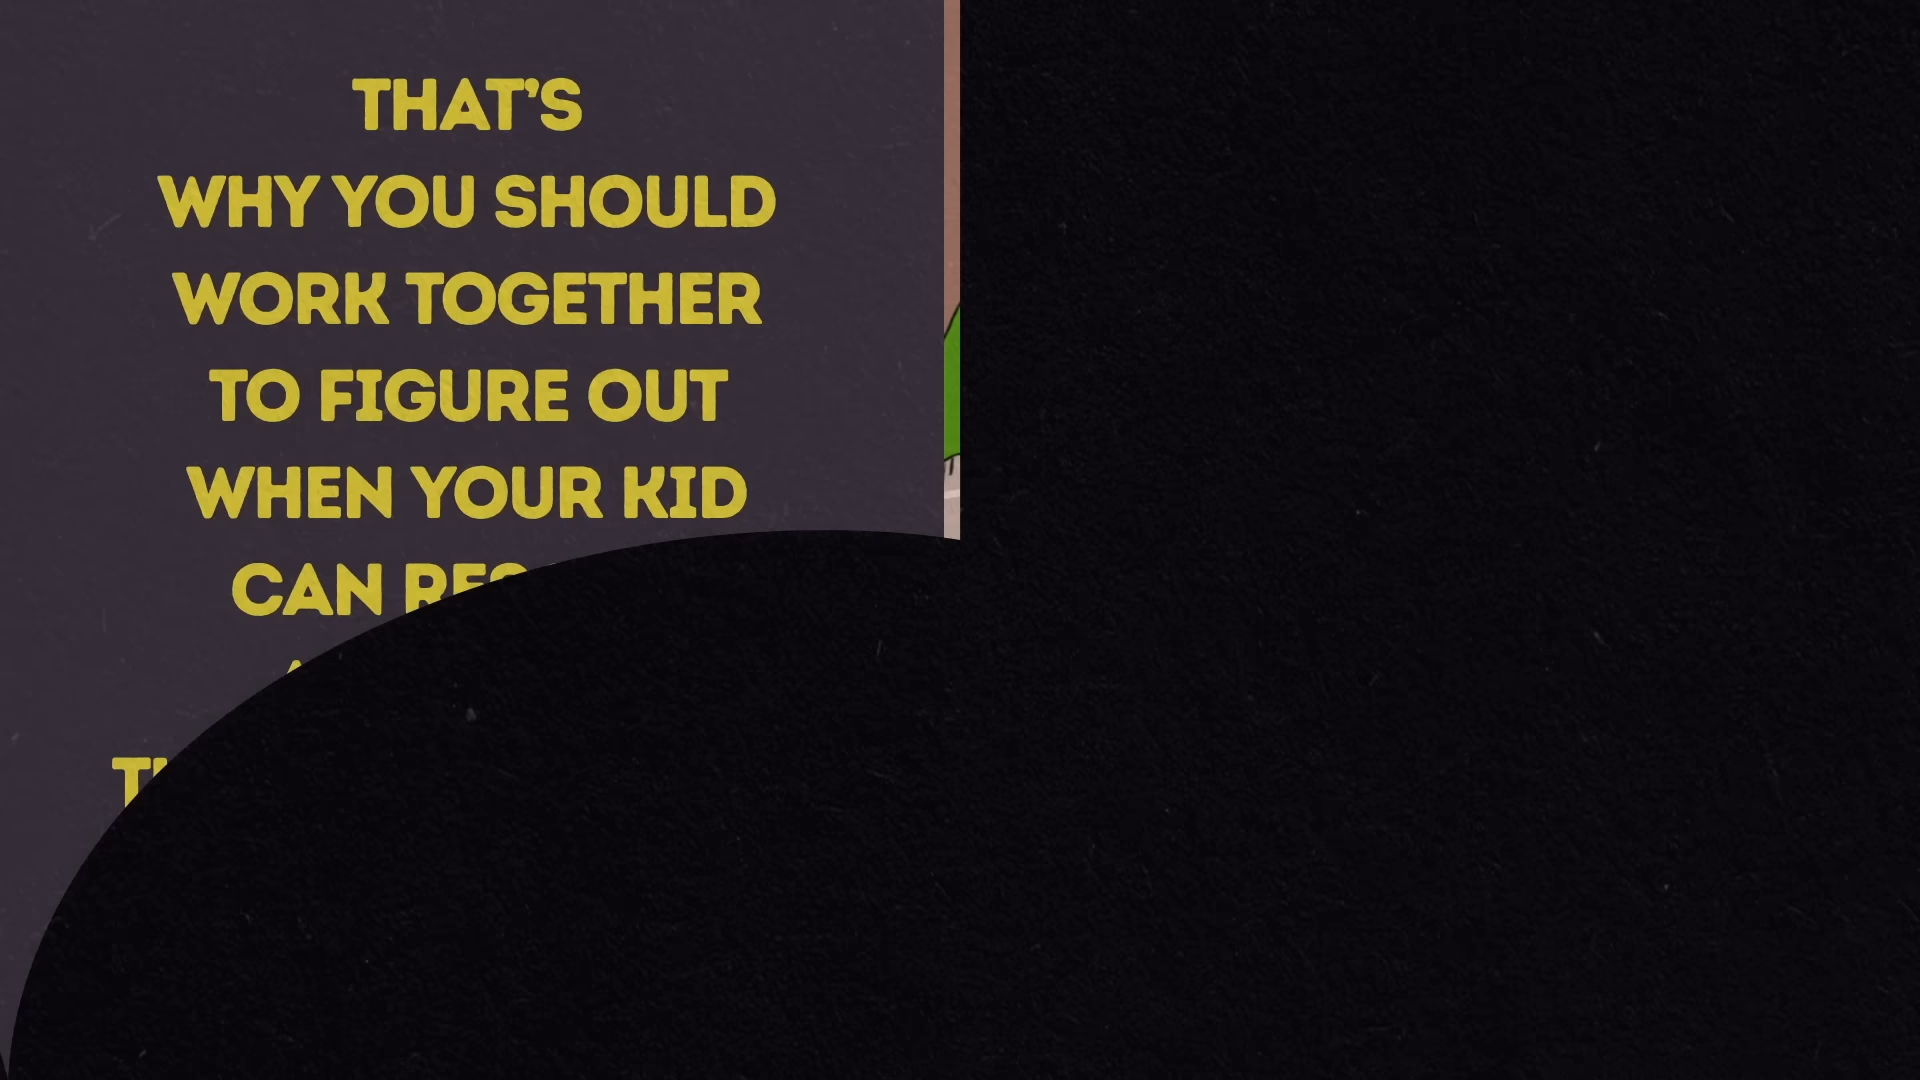 THAT'S
WHY YOU SHOULD
WORK TOGETHER
TO FIGURE OUT
WHEN YOUR KID
CAN